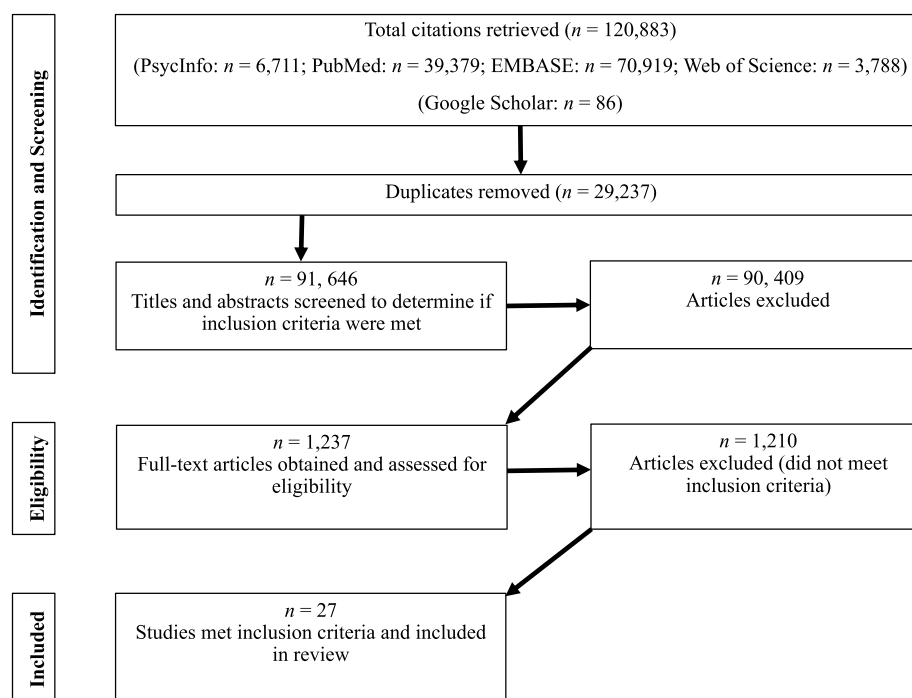 Identification and Screening
Total citations retrieved (n = 120,883)
(PsycInfo: n = 6,711; PubMed: n = 39,379; EMBASE: n = 70,919; Web of Science: n = 3,788)
(Google Scholar: n = 86)
Duplicates removed (n = 29,237)
n = 91, 646
Titles and abstracts screened to determine if
inclusion criteria were met
n = 90, 409
Articles excluded
Eligibility
n = 1,237
Full-text articles obtained and assessed for
eligibility
n = 1,210
Articles excluded (did not meet
inclusion criteria)
Included
n = 27
Studies met inclusion criteria and included
in review